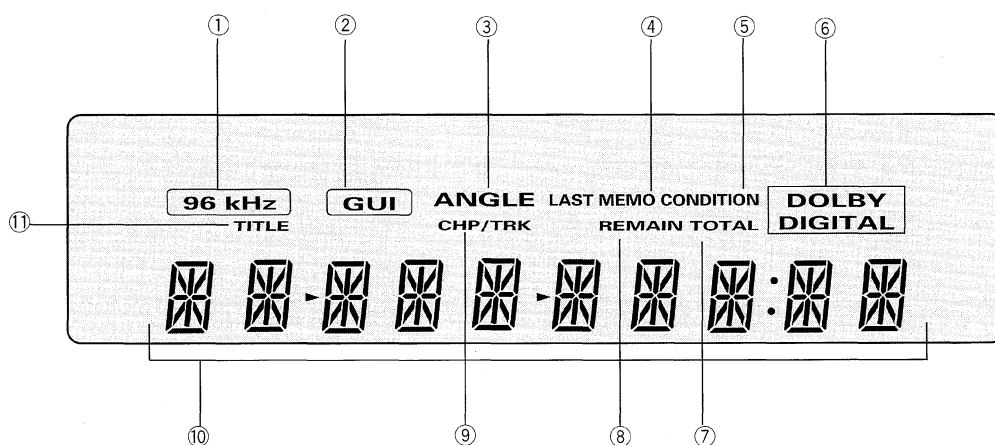 ① ② ③ ④ ⑤ ⑥
96 kHz GUI ANGLE LAST MEMO CONDITION DOLBY DIGITAL
⑪ TITLE CHP/TRK REMAIN TOTAL
⑩ ⑨ ⑧ ⑦